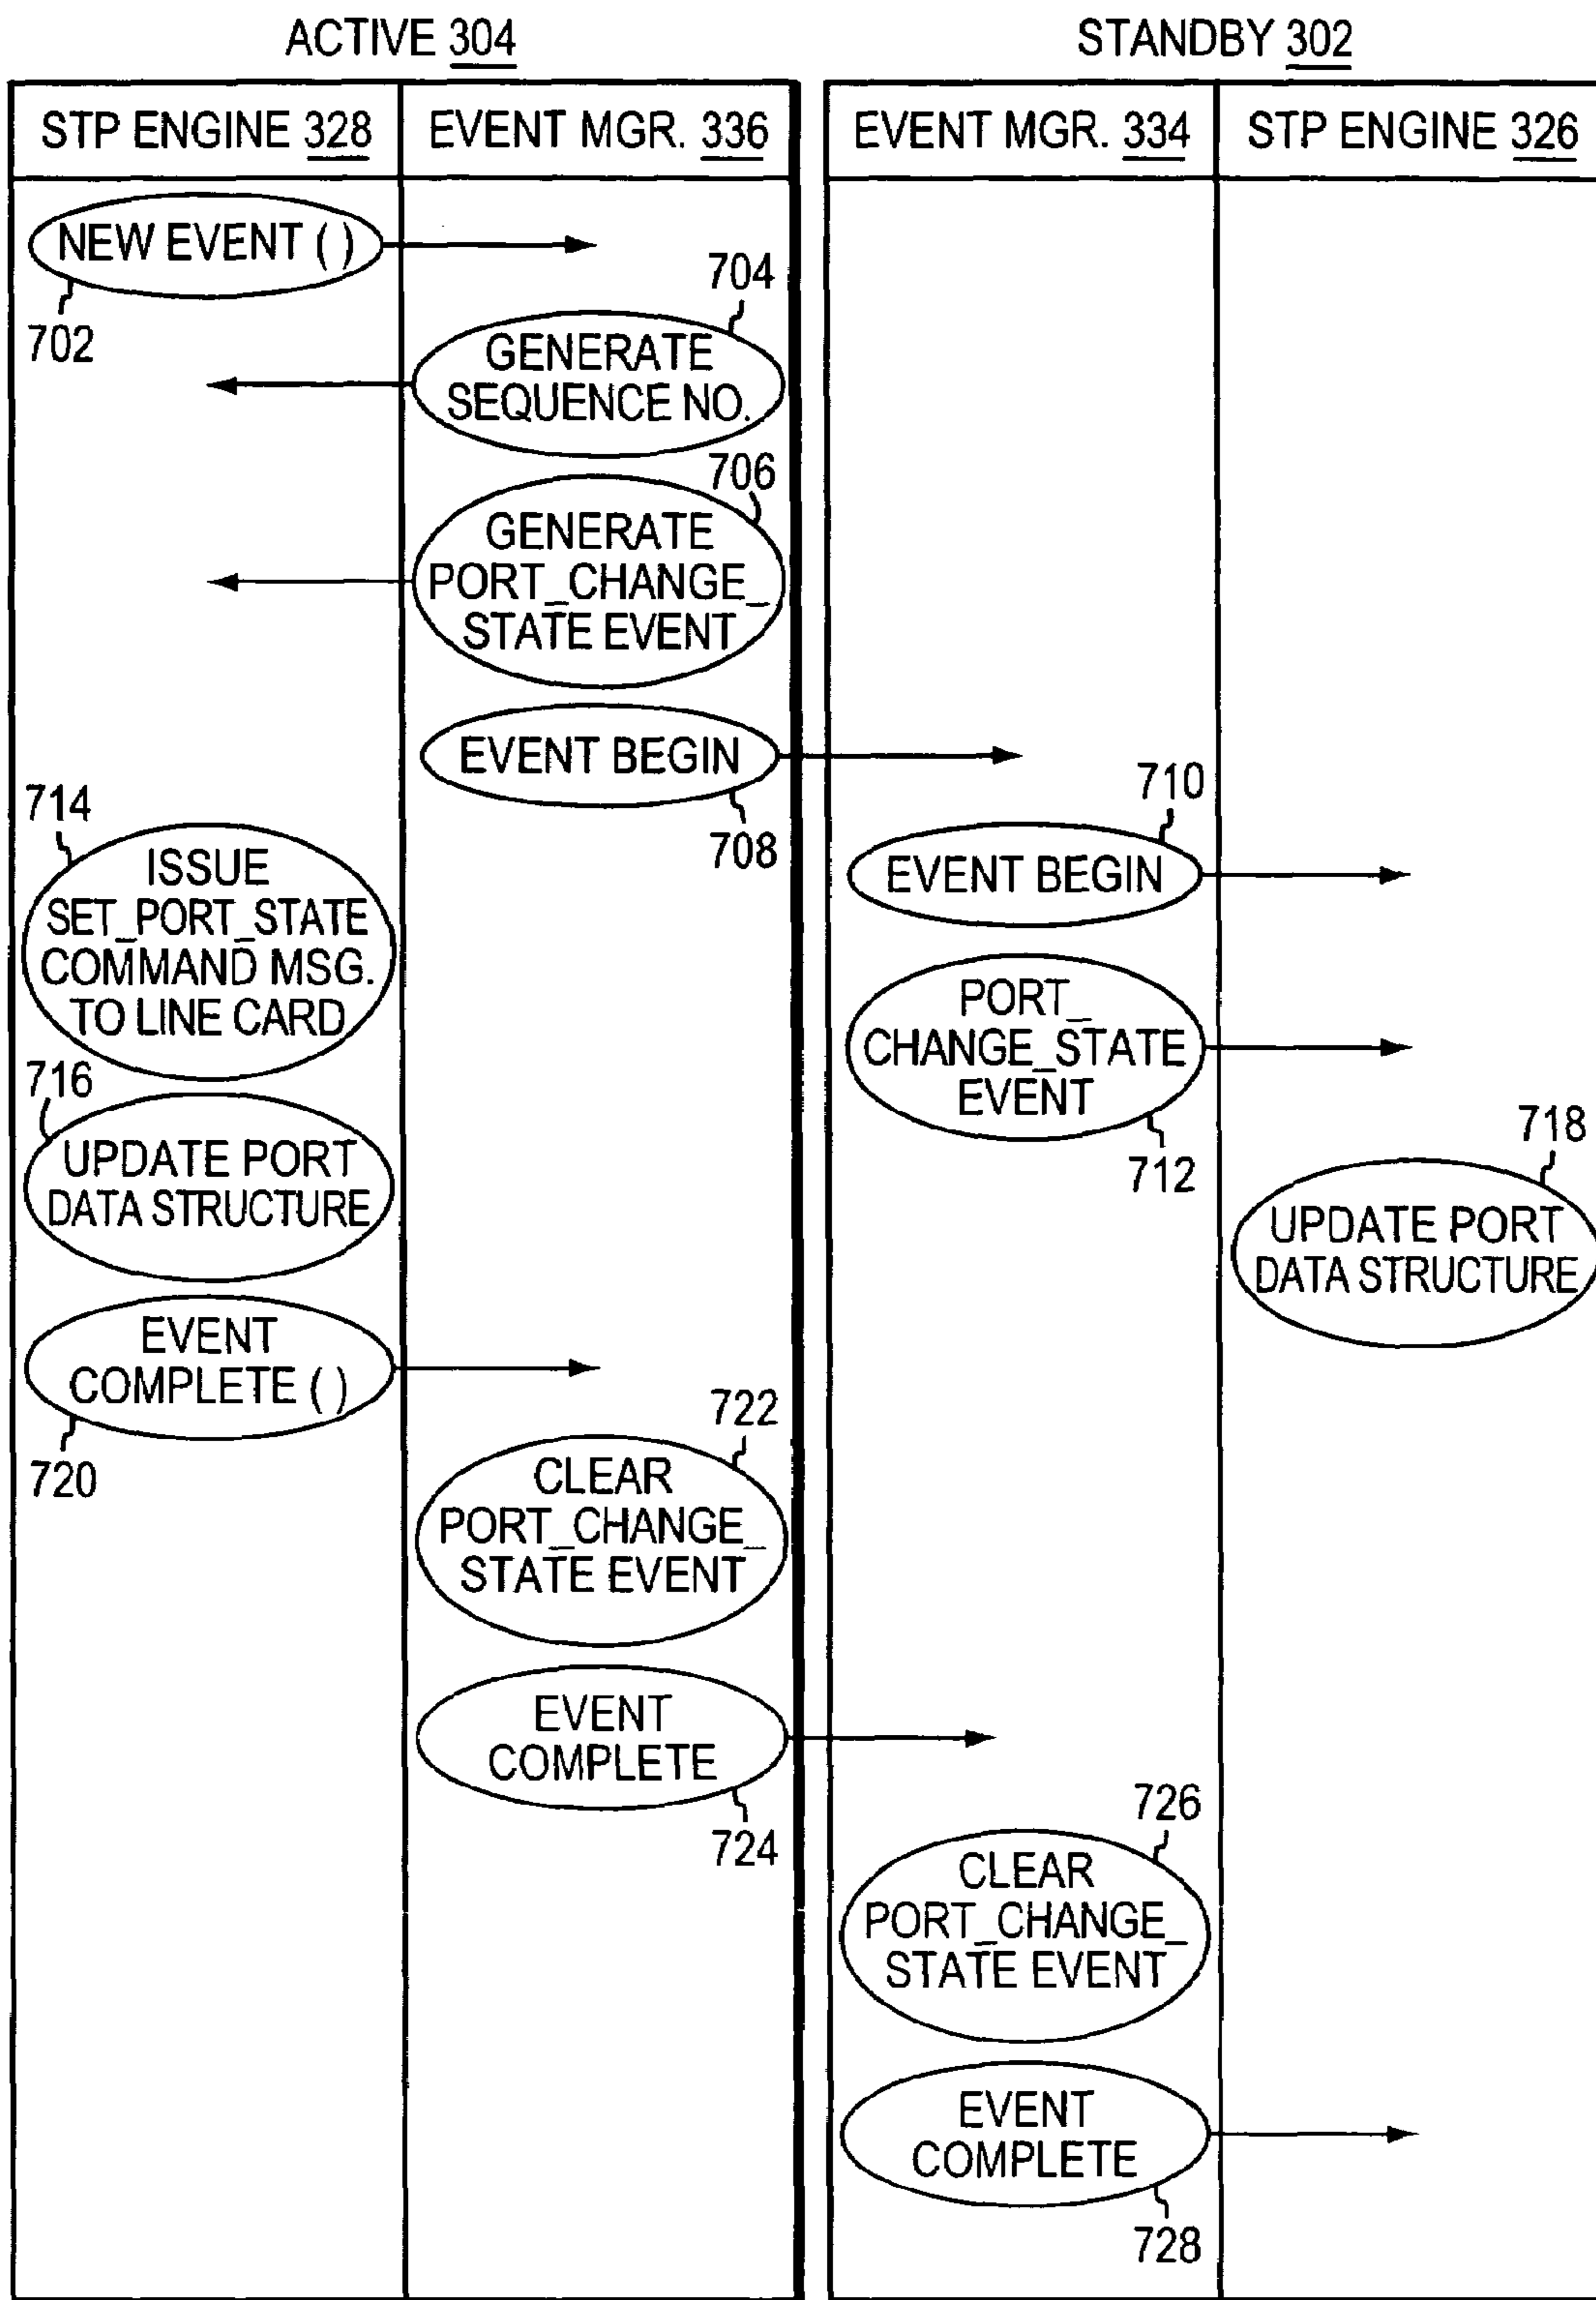 ACTIVE 304
STANDBY 302
STP ENGINE 328
EVENT MGR. 336
EVENT MGR. 334
STP ENGINE 326
NEW EVENT ( )
702
704
GENERATE
SEQUENCE NO.
706
GENERATE
PORT_CHANGE_
STATE EVENT
EVENT BEGIN
708
710
EVENT BEGIN
714
ISSUE
SET_PORT_STATE
COMMAND MSG.
TO LINE CARD
PORT_
CHANGE_STATE
EVENT
712
716
UPDATE PORT
DATA STRUCTURE
718
UPDATE PORT
DATA STRUCTURE
EVENT
COMPLETE ( )
720
722
CLEAR
PORT_CHANGE_
STATE EVENT
EVENT
COMPLETE
724
726
CLEAR
PORT_CHANGE_
STATE EVENT
EVENT
COMPLETE
728